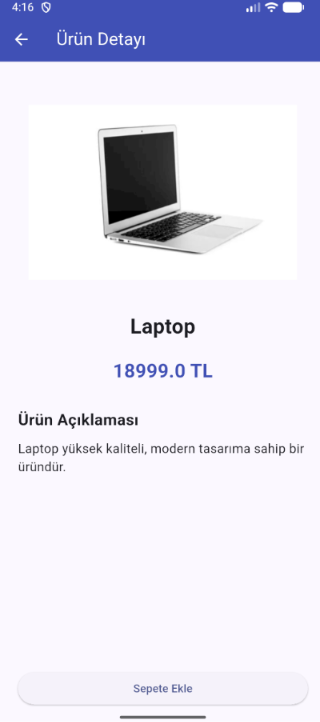 4:16
Ürün Detayı
Laptop
18999.0 TL
Ürün Açıklaması
Laptop yüksek kaliteli, modern tasarıma sahip bir
üründür.
Sepete Ekle